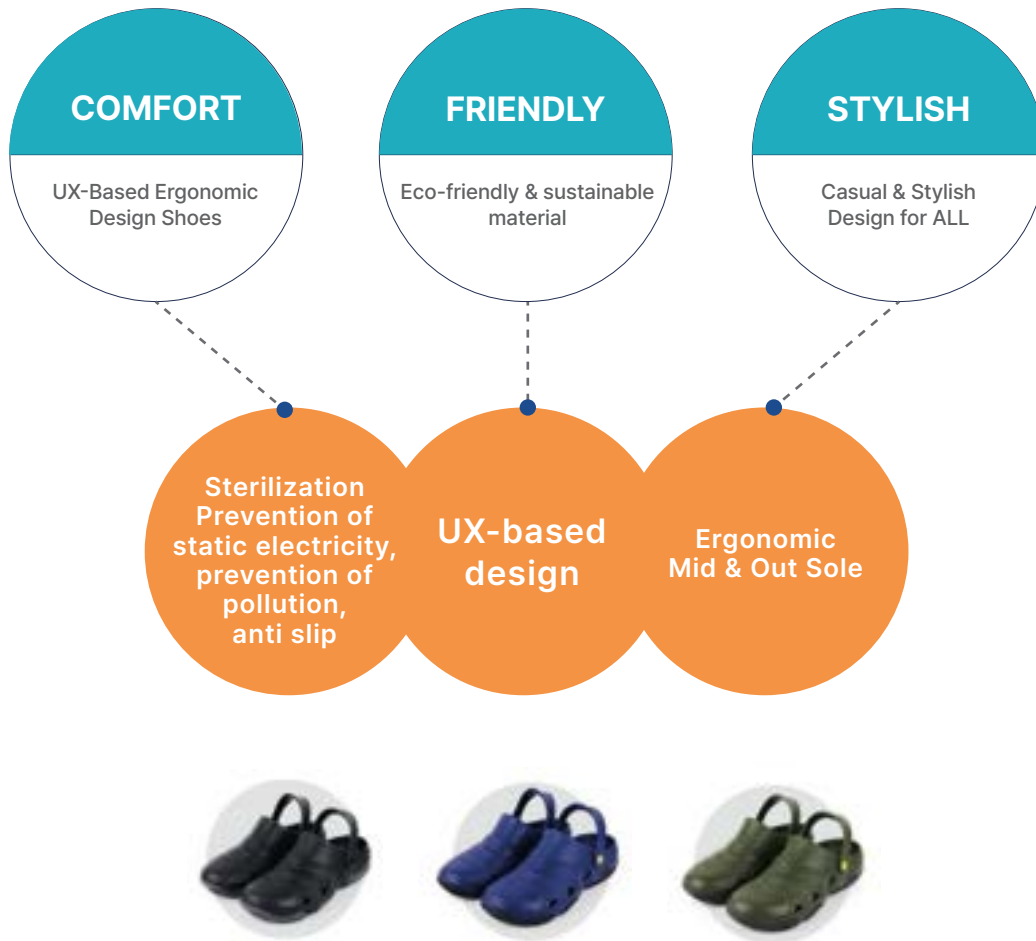 COMFORT
UX-Based Ergonomic
Design Shoes
FRIENDLY
Eco-friendly & sustainable
material
STYLISH
Casual & Stylish
Design for ALL
Sterilization
Prevention of
static electricity,
prevention of
pollution,
anti slip
UX-based
design
Ergonomic
Mid & Out Sole